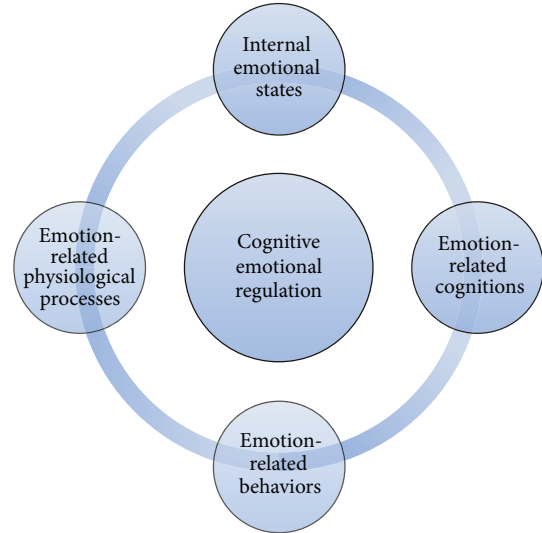 Internal
emotional
states
Emotion-
related
physiological
processes
Cognitive
emotional
regulation
Emotion-
related
cognitions
Emotion-
related
behaviors